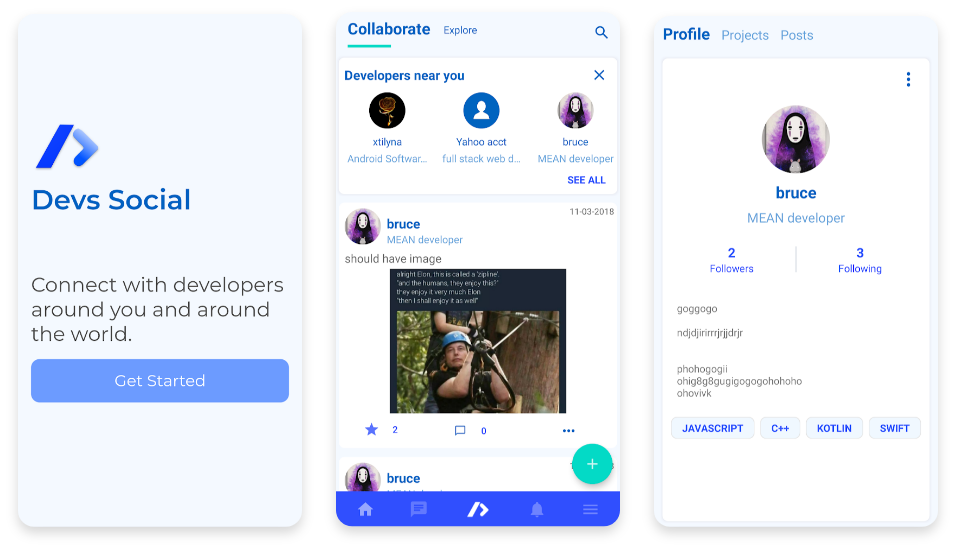 Devs Social
Connect with developers
around you and around
the world.
Get Started
Collaborate Explore
Developers near you
xtilyna Yahoo acct bruce
Android Softwar... full stack web d... MEAN developer
SEE ALL
11-03-2018
bruce
MEAN developer
should have image
alright Elon, this is called a 'zipline'.
'and the humans, they enjoy this?'
they enjoy it very much Elon
"then I shall enjoy it as well"
2 0
bruce
Profile Projects Posts
bruce
MEAN developer
2 3
Followers Following
goggogo
ndjdjirirrrjrjjdrjr
phohogogii
ohig8g8gugigogogohohoho
ohovivk
JAVASCRIPT C++ KOTLIN SWIFT